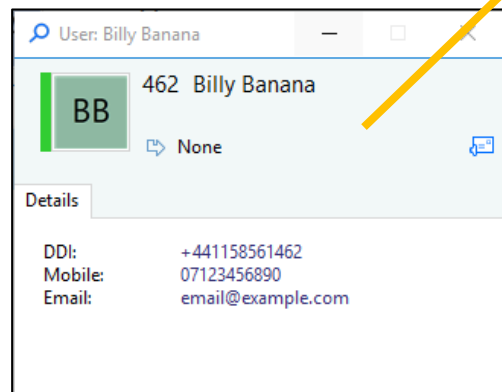 User: Billy Banana
BB
462 Billy Banana
None
Details
DDI: +441158561462
Mobile: 07123456890
Email: email@example.com